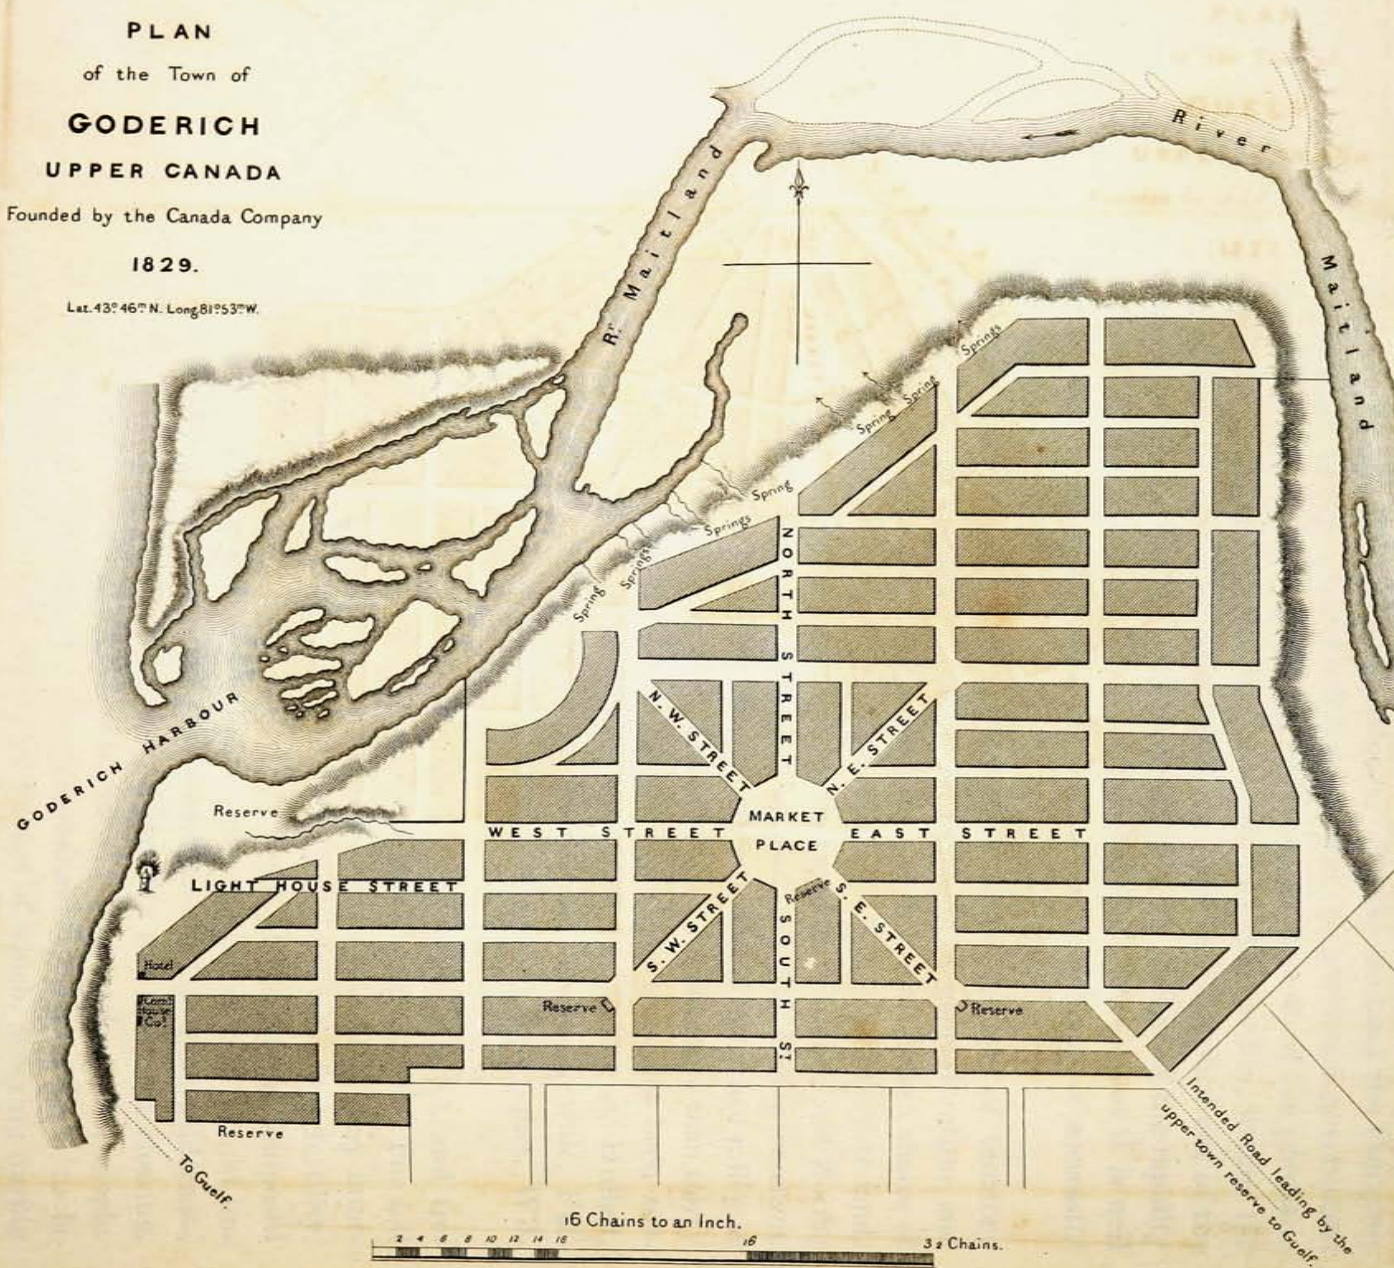 PLAN
of the Town of
GODERICH
UPPER CANADA
Founded by the Canada Company
1829.
Lat. 43° 46m N. Long 81° 53m W.
River
Maitland
Rr. Maitland
Springs
Spring
Spring
Spring
Springs
Springs
Spring
NORTH STREET
N. W. STREET
N. E. STREET
GODERICH HARBOUR
Reserve
MARKET
PLACE
WEST STREET
EAST STREET
LIGHT HOUSE STREET
Reserve
S. W. STREET
SOUTH St.
S. E. STREET
Hotel
House
Reserve
Reserve
Reserve
To Guelf.
Intended Road leading by the
upper town reserve to Guelf.
16 Chains to an Inch.
2 4 6 8 10 12 14 16 16 32 Chains.